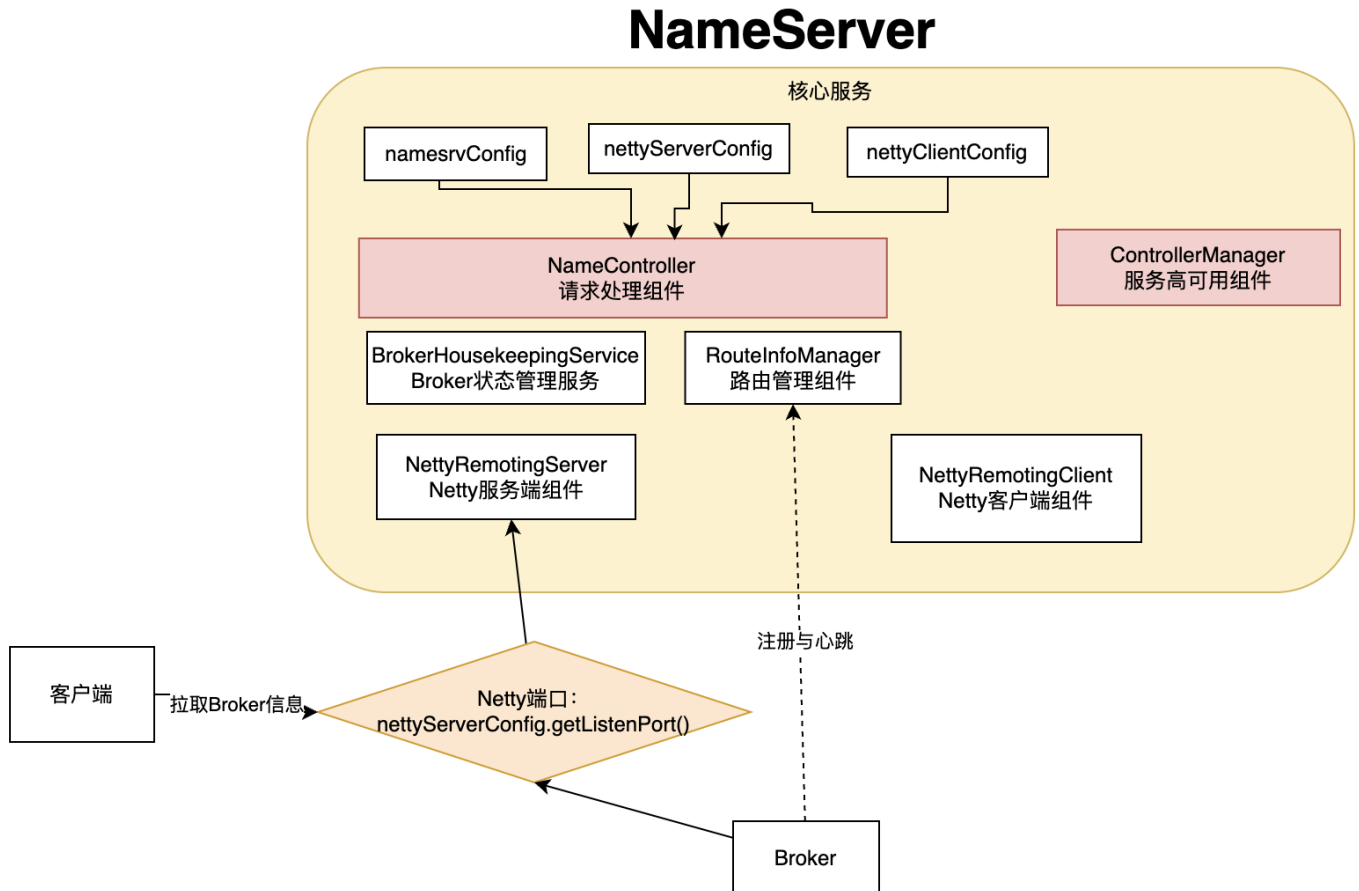 NameServer
核心服务
namesrvConfig
nettyServerConfig
nettyClientConfig
NameController
请求处理组件
ControllerManager
服务高可用组件
BrokerHousekeepingService
Broker状态管理服务
RouteInfoManager
路由管理组件
NettyRemotingServer
Netty服务端组件
NettyRemotingClient
Netty客户端组件
注册与心跳
客户端
拉取Broker信息
Netty端口：
nettyServerConfig.getListenPort()
Broker